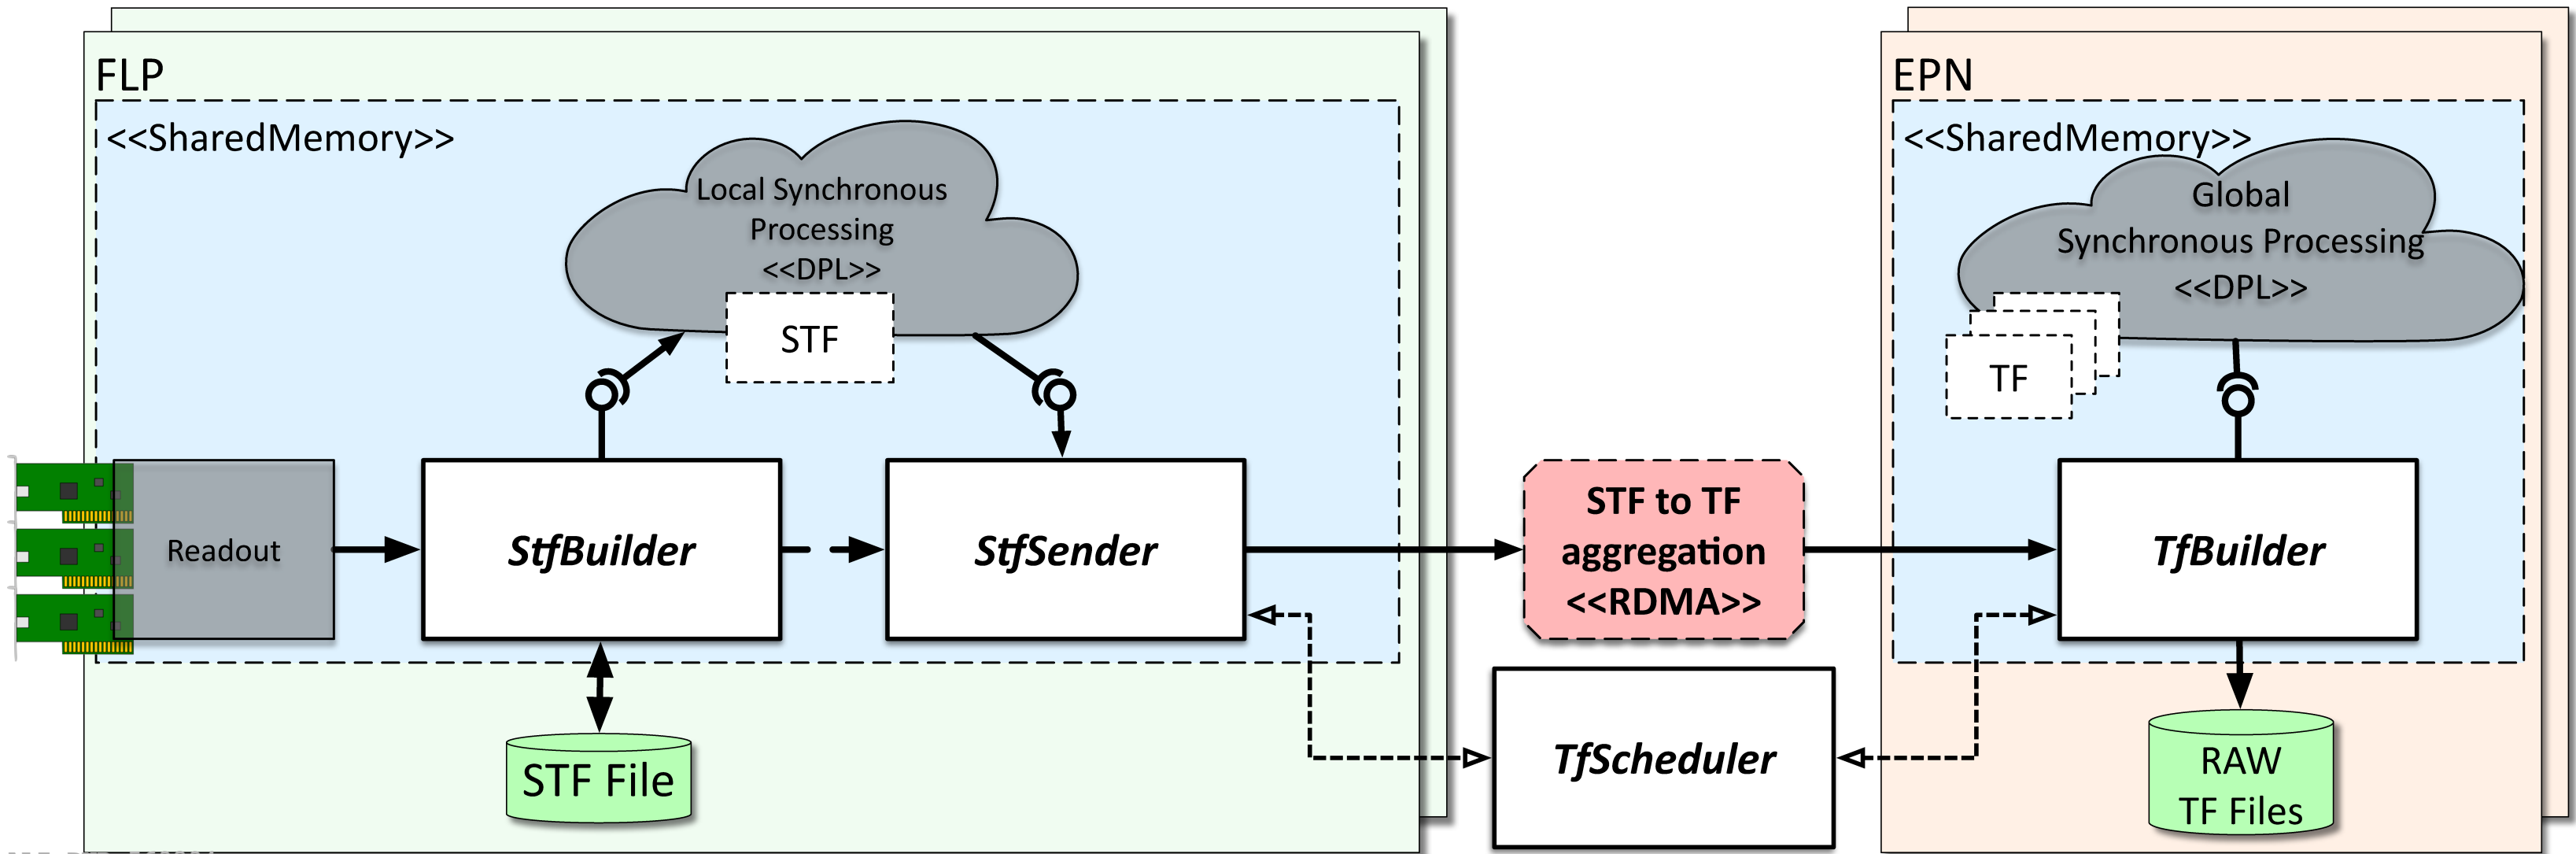 FLP
<<SharedMemory>>
Local Synchronous
Processing
<<DPL>>
STF
Readout
StfBuilder
StfSender
STF File
STF to TF
aggregation
<<RDMA>>
TfScheduler
EPN
<<SharedMemory>>
Global
Synchronous Processing
<<DPL>>
TF
TfBuilder
RAW
TF Files